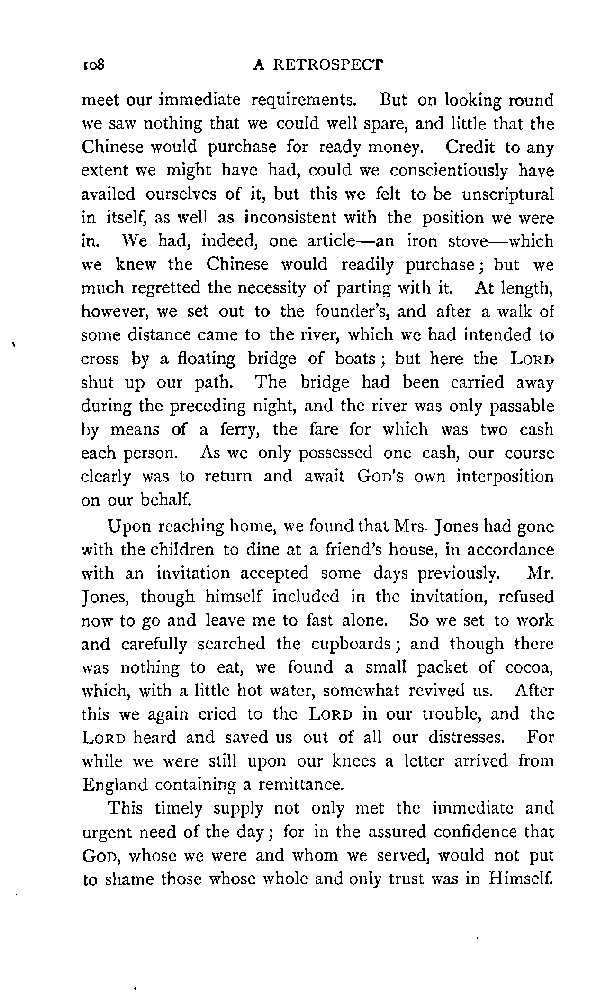 108 A RETROSPECT
meet our immediate requirements. But on looking round
we saw nothing that we could well spare, and little that the
Chinese would purchase for ready money. Credit to any
extent we might have had, could we conscientiously have
availed ourselves of it, but this we felt to be unscriptural
in itself, as well as inconsistent with the position we were
in. We had, indeed, one article—an iron stove—which
we knew the Chinese would readily purchase; but we
much regretted the necessity of parting with it. At length,
however, we set out to the founder's, and after a walk of
some distance came to the river, which we had intended to
cross by a floating bridge of boats; but here the LORD
shut up our path. The bridge had been carried away
during the preceding night, and the river was only passable
by means of a ferry, the fare for which was two cash
each person. As we only possessed one cash, our course
clearly was to return and await GOD'S own interposition
on our behalf.
Upon reaching home, we found that Mrs. Jones had gone
with the children to dine at a friend's house, in accordance
with an invitation accepted some days previously. Mr.
Jones, though himself included in the invitation, refused
now to go and leave me to fast alone. So we set to work
and carefully searched the cupboards; and though there
was nothing to eat, we found a small packet of cocoa,
which, with a little hot water, somewhat revived us. After
this we again cried to the LORD in our trouble, and the
LORD heard and saved us out of all our distresses. For
while we were still upon our knees a letter arrived from
England containing a remittance.
This timely supply not only met the immediate and
urgent need of the day; for in the assured confidence that
GOD, whose we were and whom we served, would not put
to shame those whose whole and only trust was in Himself.